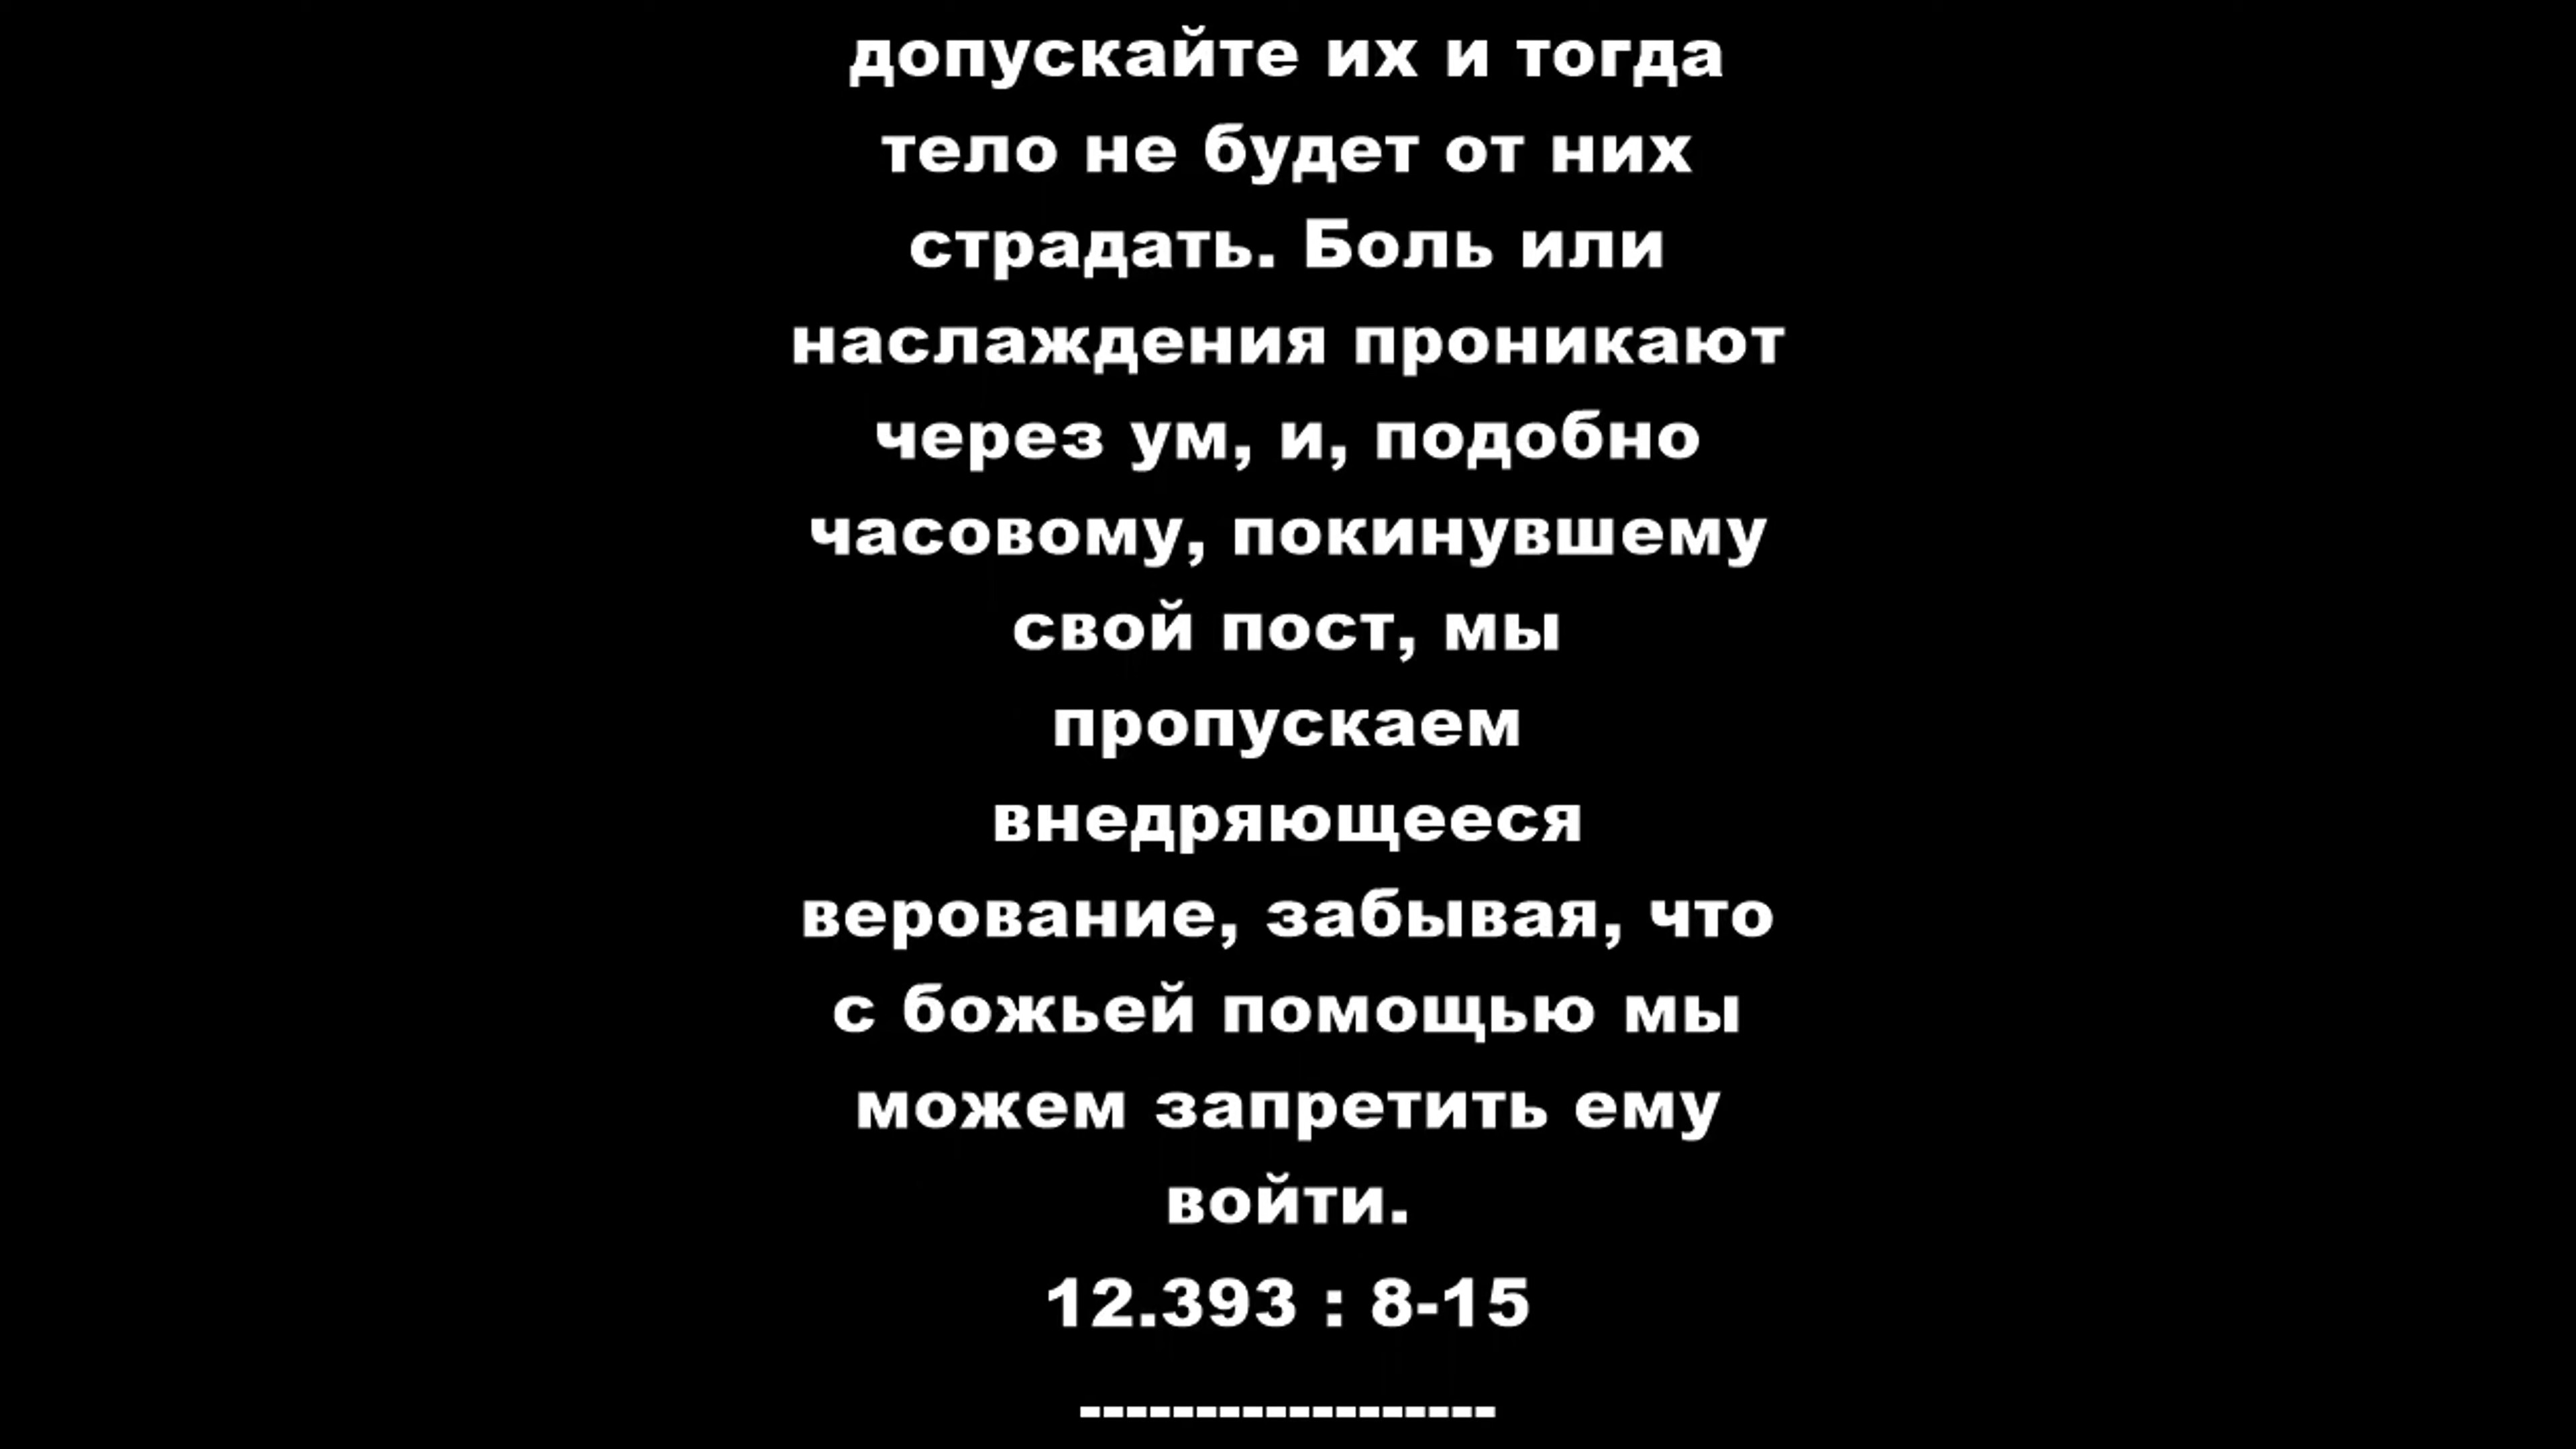 допускайте их и тогда
тело не будет от них
страдать. Боль или
наслаждения проникают
через ум, и, подобно
часовому, покинувшему
свой пост, мы
пропускаем
внедряющееся
верование, забывая, что
с божьей помощью мы
можем запретить ему
войти.
12.393 : 8-15
------------------